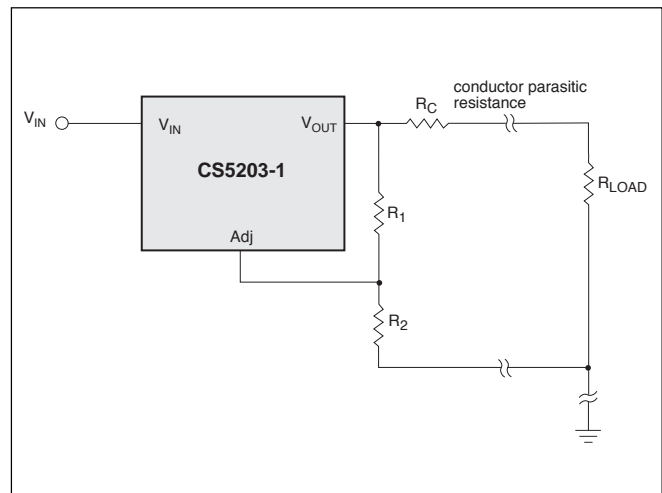 conductor parasitic
resistance
R_C
V_IN
V_IN
V_OUT
CS5203-1
R_LOAD
R_1
Adj
R_2